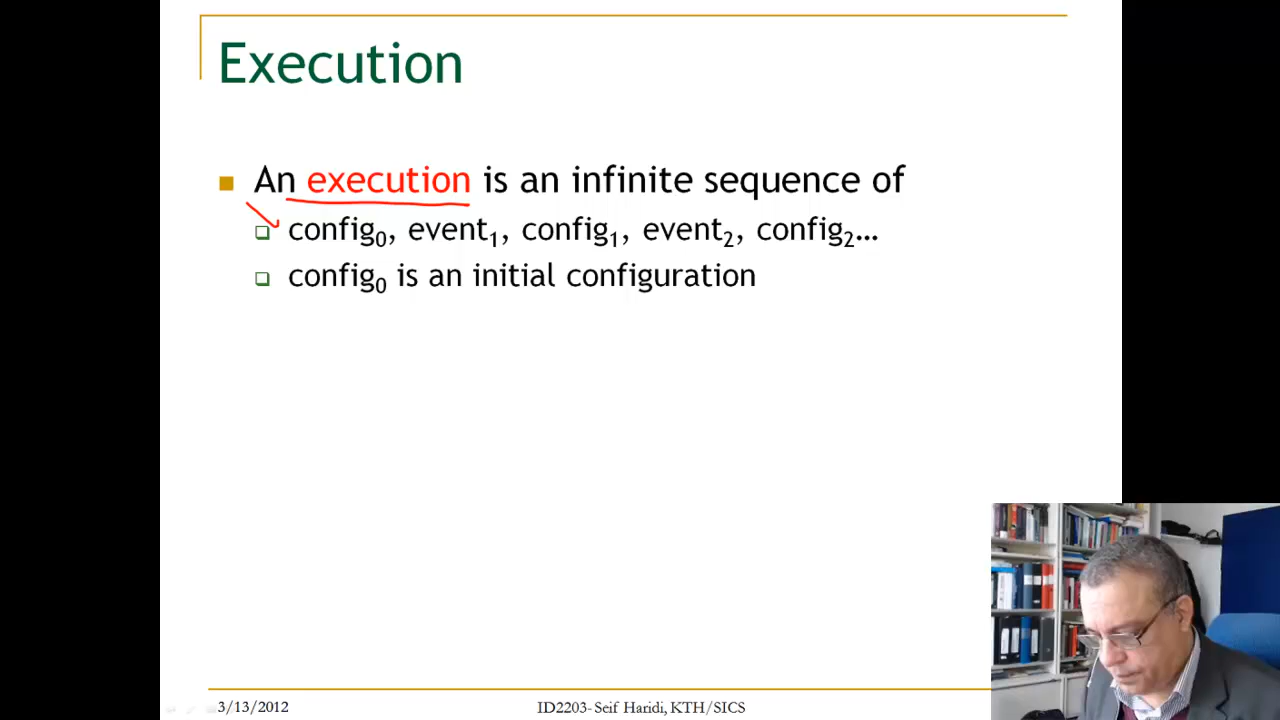 Execution
An execution is an infinite sequence of
config₀, event₁, config₁, event₂, config₂…
config₀ is an initial configuration
3/13/2012
ID2203- Seif Haridi, KTH/SICS